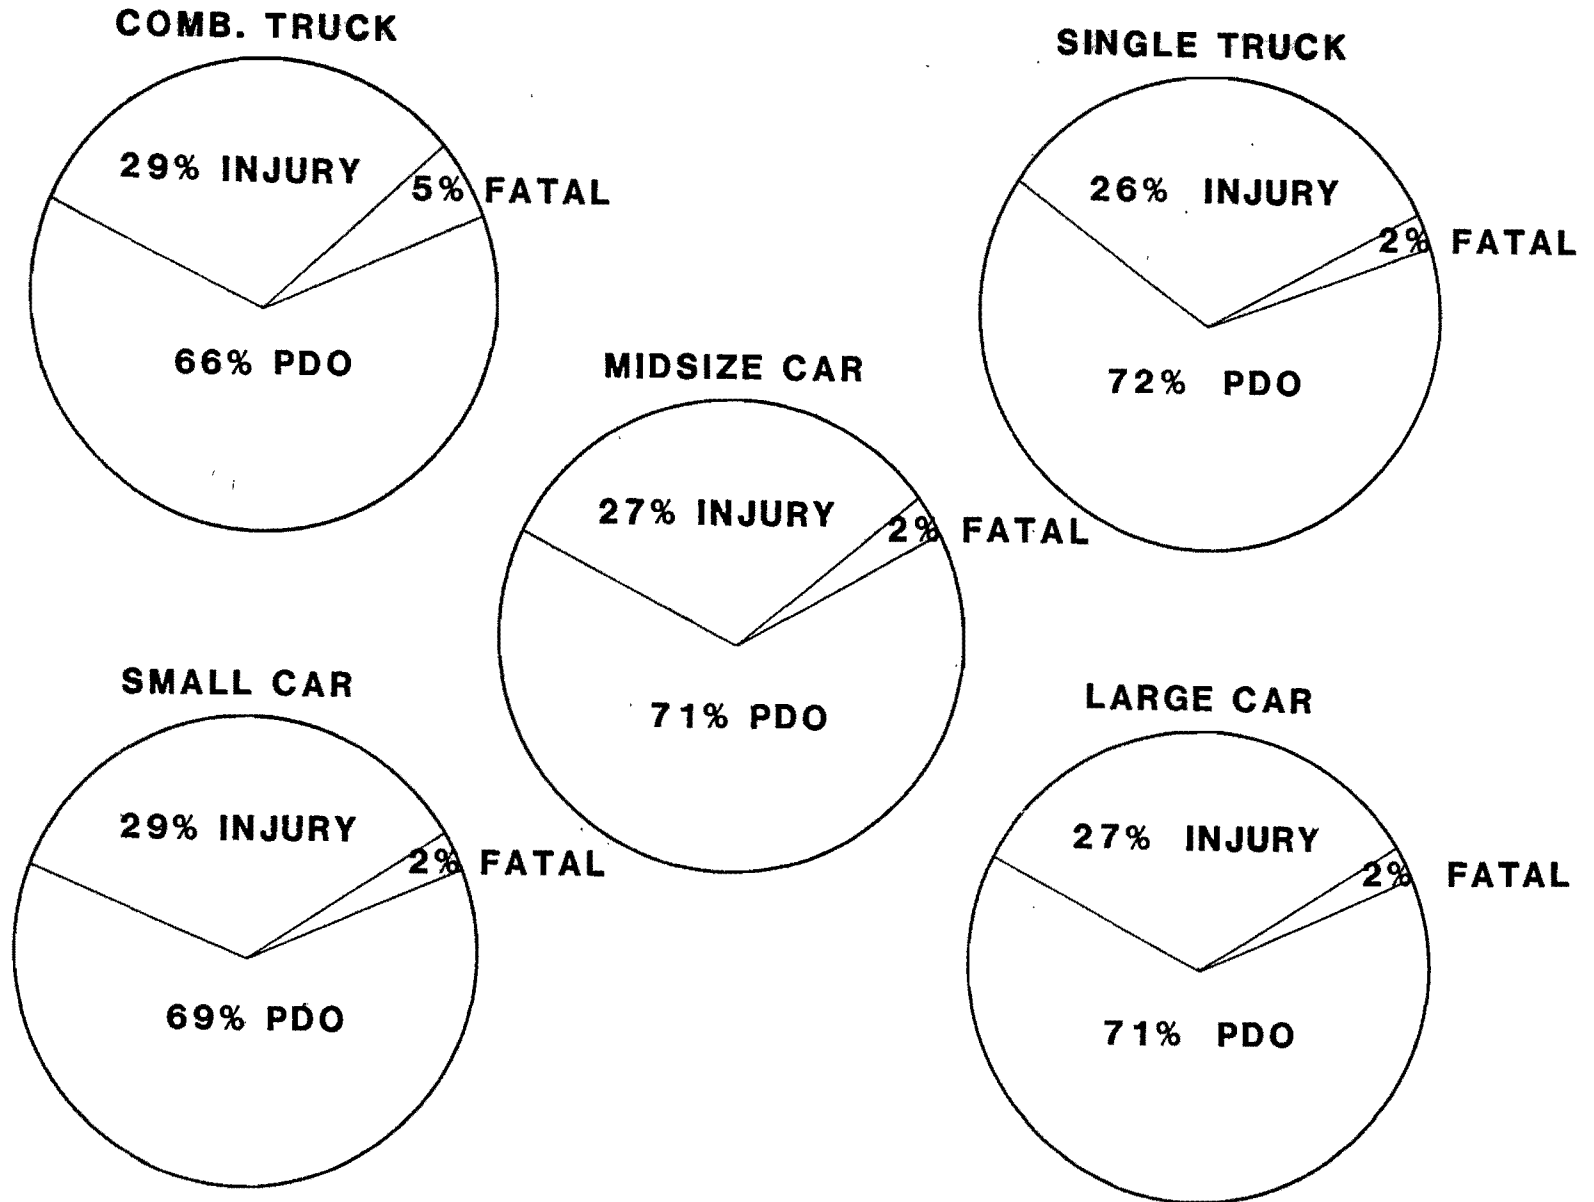 COMB. TRUCK
29% INJURY
5% FATAL
66% PDO
SINGLE TRUCK
26% INJURY
2% FATAL
72% PDO
MIDSIZE CAR
27% INJURY
2% FATAL
71% PDO
SMALL CAR
29% INJURY
2% FATAL
69% PDO
LARGE CAR
27% INJURY
2% FATAL
71% PDO